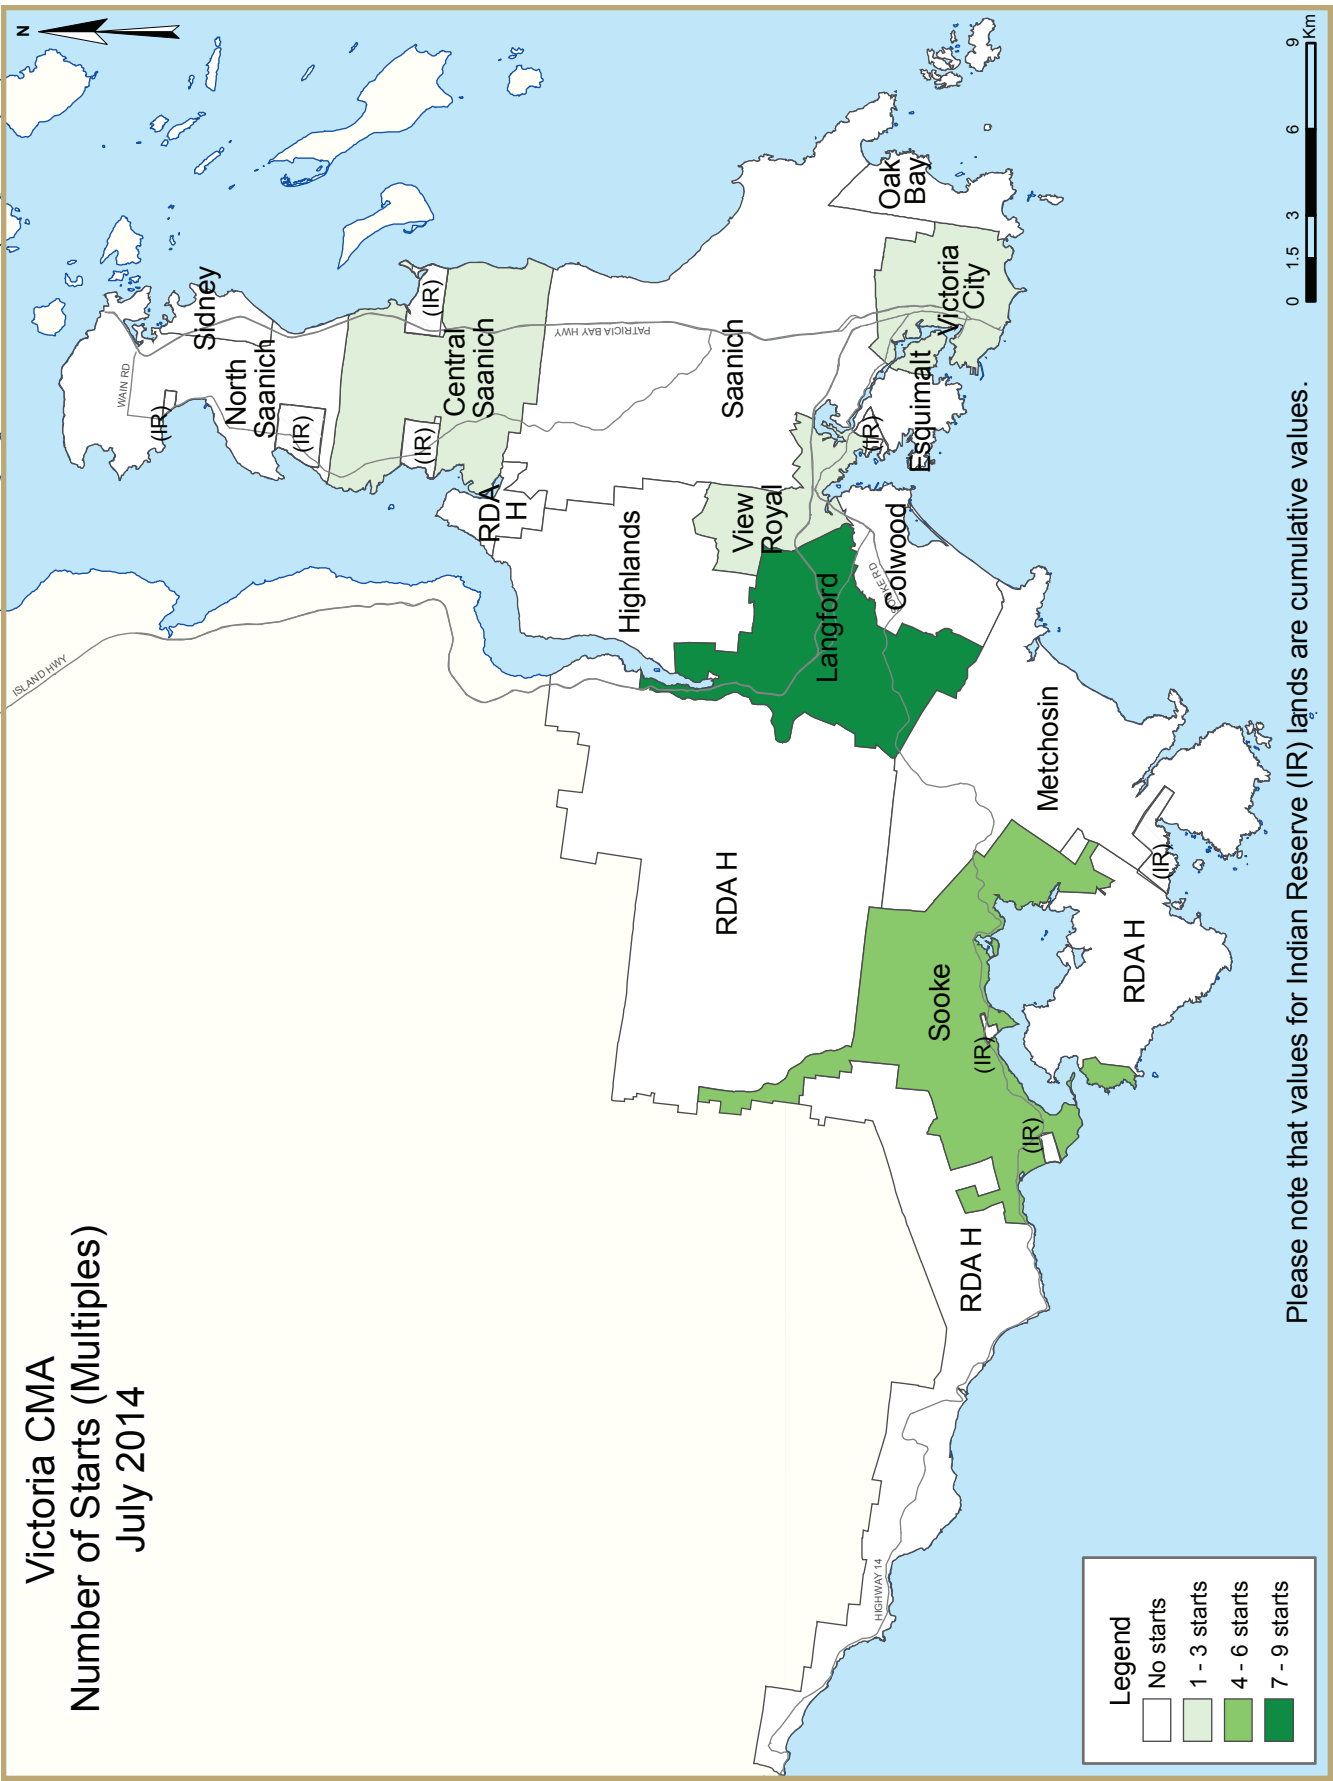 Victoria CMA
Number of Starts (Multiples)
July 2014
N
ISLAND HWY
WAIN RD
(IR)
Sidney
North
Saanich
(IR)
(IR)
Central
Saanich
(IR)
RDA
H
PATRICIA BAY HWY
Saanich
Highlands
View
Royal
Oak
Bay
Victoria
City
Esquimalt
(IR)
Langford
Colwood
SOOKE RD
Metchosin
(IR)
RDA H
Sooke
(IR)
(IR)
RDA H
RDA H
HIGHWAY 14
Legend
No starts
1 - 3 starts
4 - 6 starts
7 - 9 starts
0 1.5 3 6 9
Km
Please note that values for Indian Reserve (IR) lands are cumulative values.